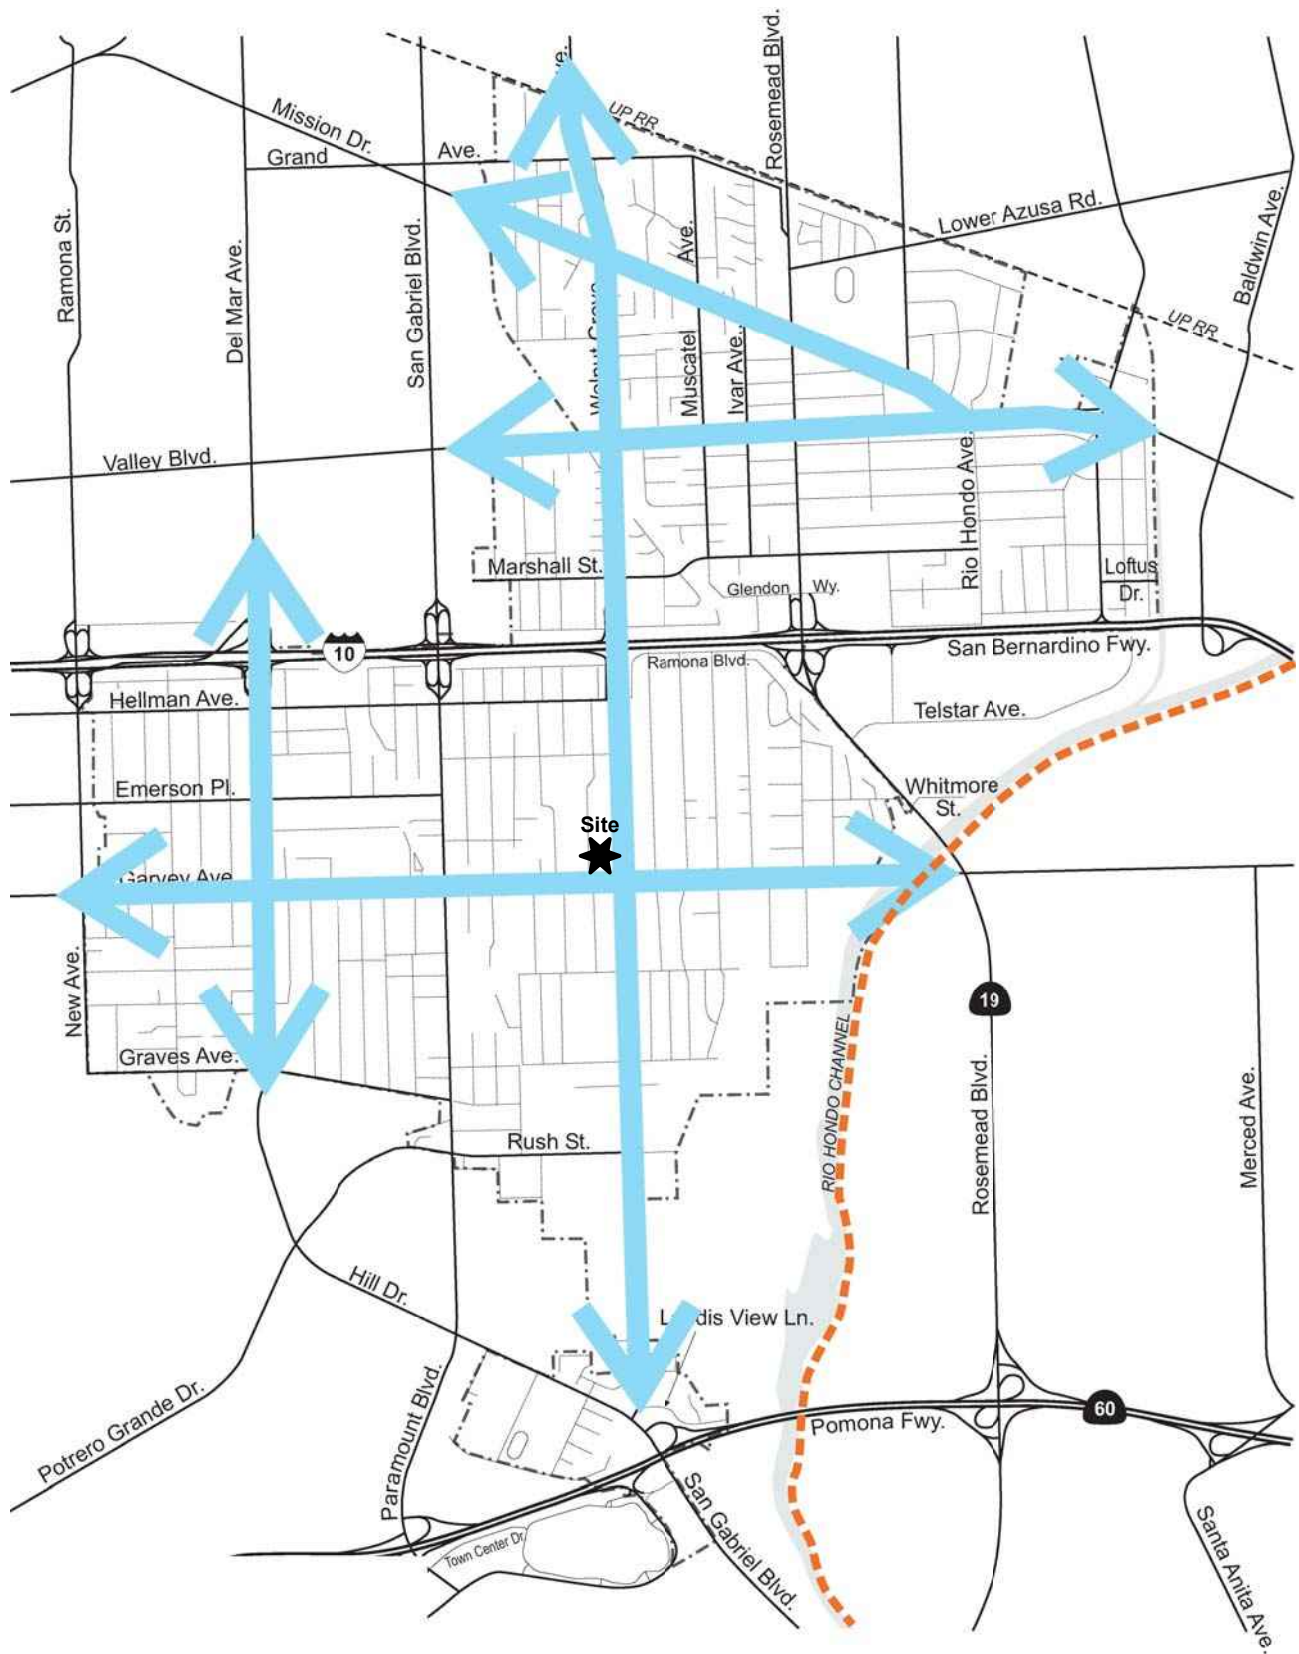 Rosemead Blvd.
UP RR
Mission Dr.
Grand
Ave.
Lower Azusa Rd.
Ramona St.
Del Mar Ave.
San Gabriel Blvd.
Muscatel
Ave.
Ivar Ave.
Baldwin Ave.
UP RR
Valley Blvd.
Rio Hondo Ave.
Marshall St.
Glendon Wy.
Loftus
Dr.
10
San Bernardino Fwy.
Ramona Blvd.
Hellman Ave.
Telstar Ave.
Emerson Pl.
Whitmore
St.
Site
Garvey Ave
New Ave.
19
Graves Ave.
RIO HONDO CHANNEL
Rosemead Blvd.
Merced Ave.
Rush St.
Hill Dr.
dis View Ln.
Potrero Grande Dr.
Paramount Blvd.
60
Pomona Fwy.
San Gabriel Blvd.
Town Center Dr.
Santa Anita Ave.